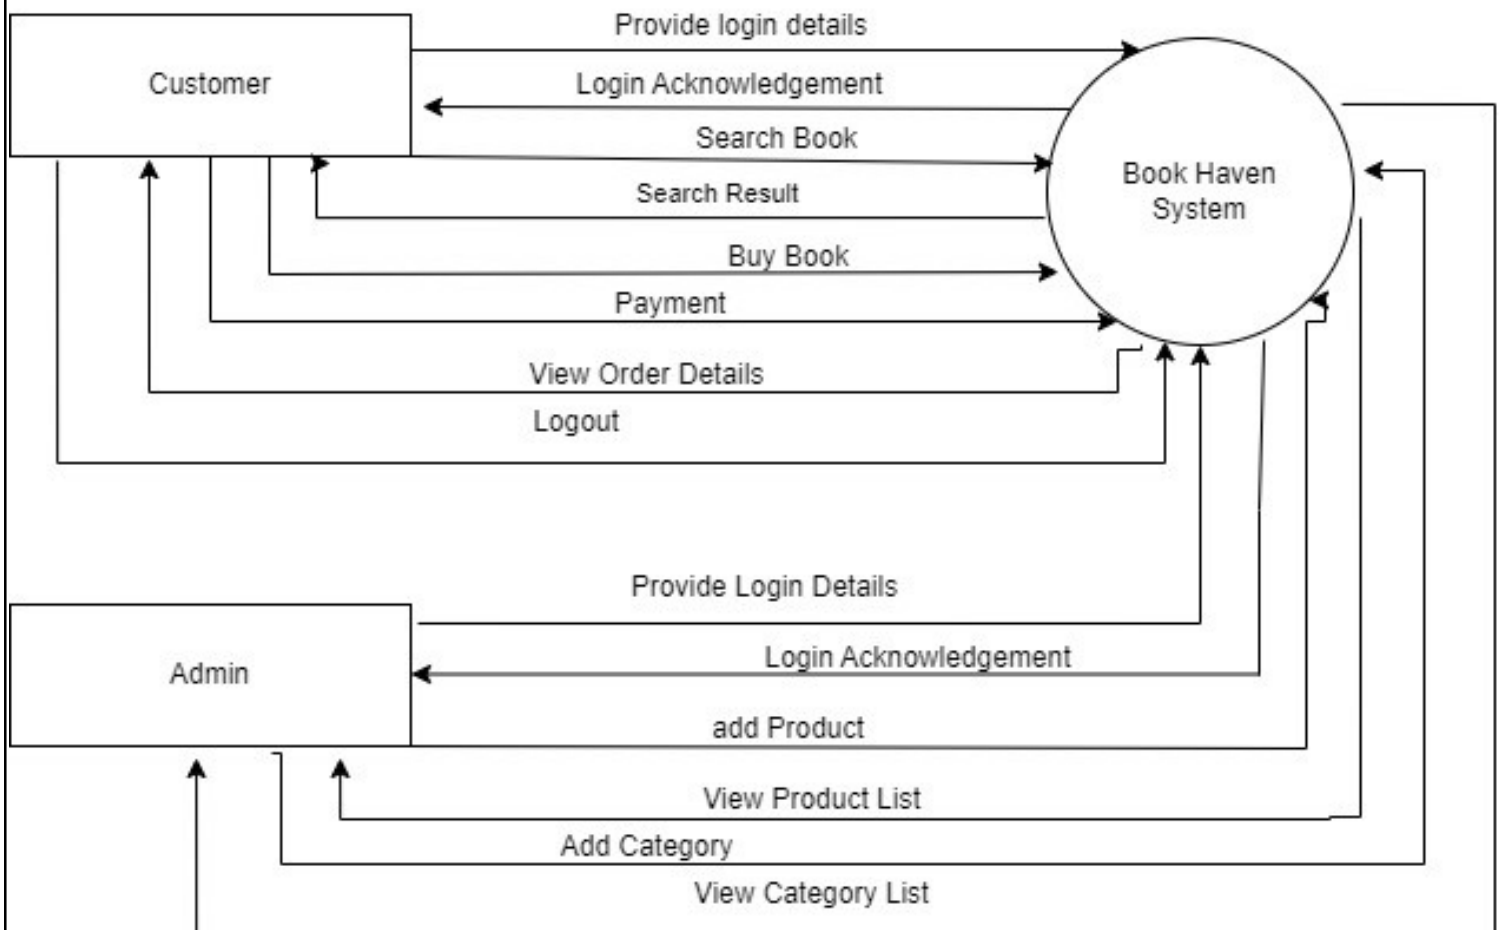 Provide login details
Customer
Login Acknowledgement
Search Book
Book Haven
System
Search Result
Buy Book
Payment
View Order Details
Logout
Provide Login Details
Admin
Login Acknowledgement
add Product
View Product List
Add Category
View Category List